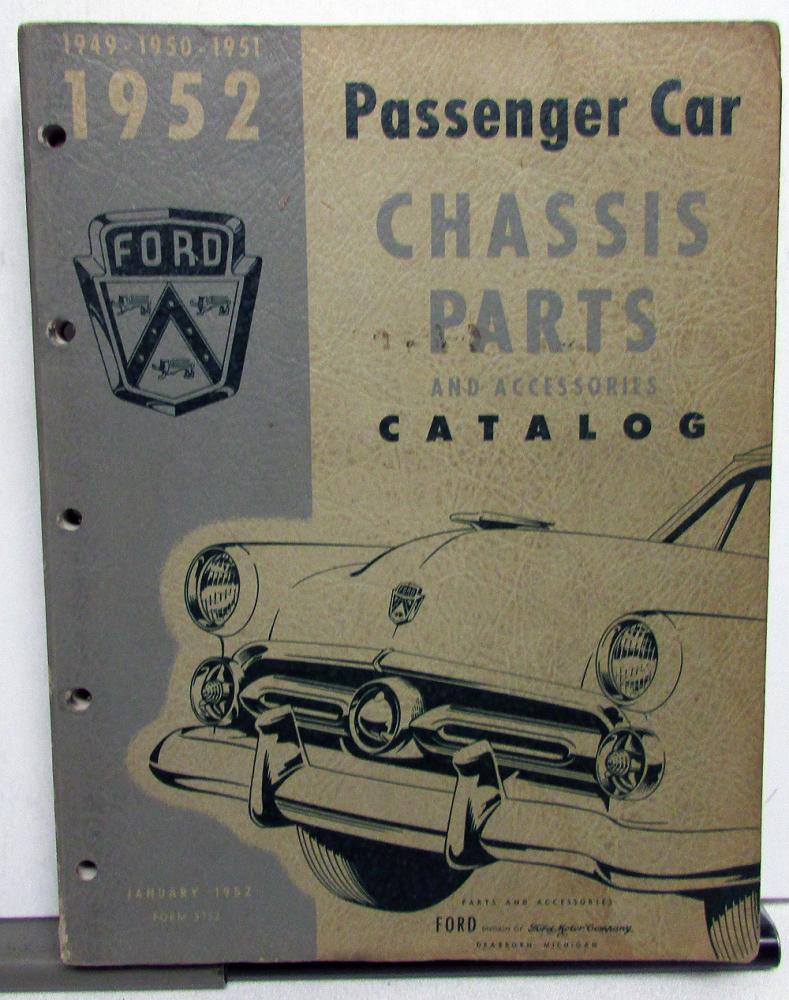 1949-1950-1951
1952
FORD
Passenger Car
CHASSIS
PARTS
AND ACCESSORIES
CATALOG
JANUARY 1952
FORM 3752
PARTS AND ACCESSORIES
FORD DIVISION OF Ford Motor Company
DEARBORN MICHIGAN